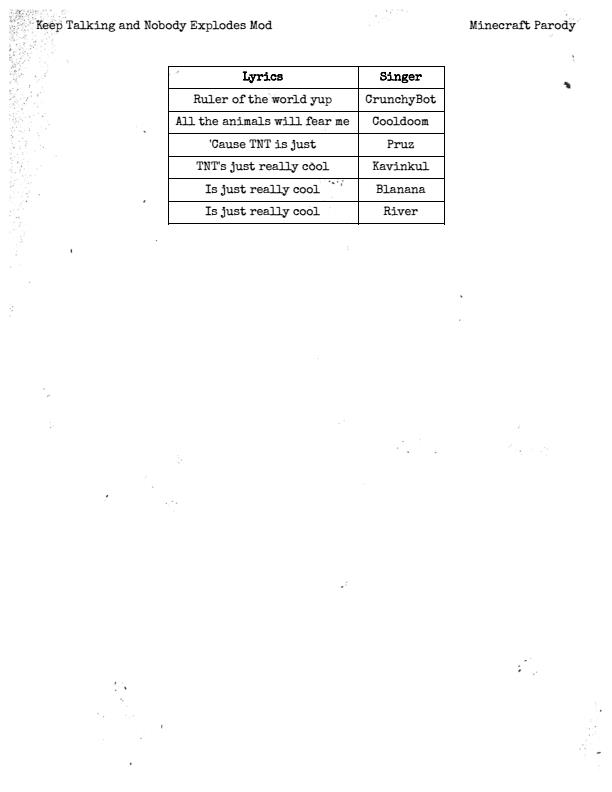 Keep Talking and Nobody Explodes Mod Minecraft Parody
Lyrics Singer
Ruler of the world yup CrunchyBot
All the animals will fear me Cooldoom
'Cause TNT is just Pruz
TNT's just really cool Kavinkul
Is just really cool Blanana
Is just really cool River